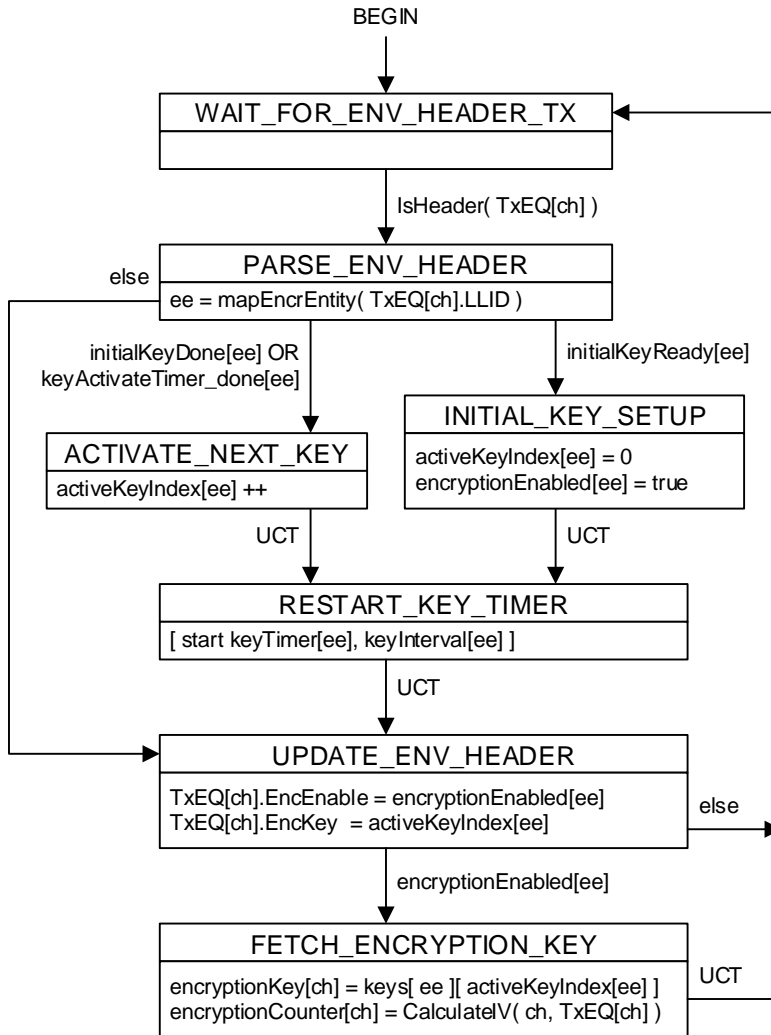 BEGIN
WAIT_FOR_ENV_HEADER_TX
IsHeader( TxEQ[ch] )
PARSE_ENV_HEADER
else
ee = mapEncrEntity( TxEQ[ch].LLID )
initialKeyDone[ee] OR
keyActivateTimer_done[ee]
initialKeyReady[ee]
ACTIVATE_NEXT_KEY
activeKeyIndex[ee] ++
INITIAL_KEY_SETUP
activeKeyIndex[ee] = 0
encryptionEnabled[ee] = true
UCT
UCT
RESTART_KEY_TIMER
[ start keyTimer[ee], keyInterval[ee] ]
UCT
UPDATE_ENV_HEADER
TxEQ[ch].EncEnable = encryptionEnabled[ee]
TxEQ[ch].EncKey = activeKeyIndex[ee]
else
encryptionEnabled[ee]
FETCH_ENCRYPTION_KEY
encryptionKey[ch] = keys[ ee ][ activeKeyIndex[ee] ]
encryptionCounter[ch] = CalculateIV( ch, TxEQ[ch] )
UCT